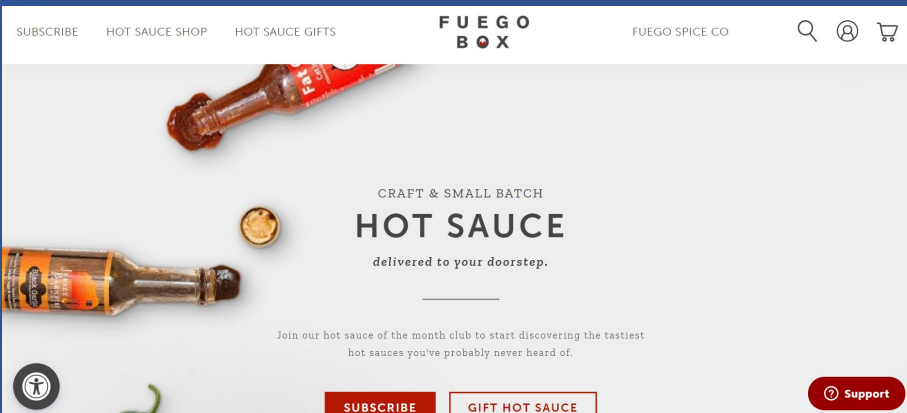 SUBSCRIBE
HOT SAUCE SHOP
HOT SAUCE GIFTS
FUEGO
BOX
FUEGO SPICE CO
Fat
CRAFT & SMALL BATCH
HOT SAUCE
delivered to your doorstep.
Join our hot sauce of the month club to start discovering the tastiest
hot sauces you've probably never heard of.
SUBSCRIBE
GIFT HOT SAUCE
Support